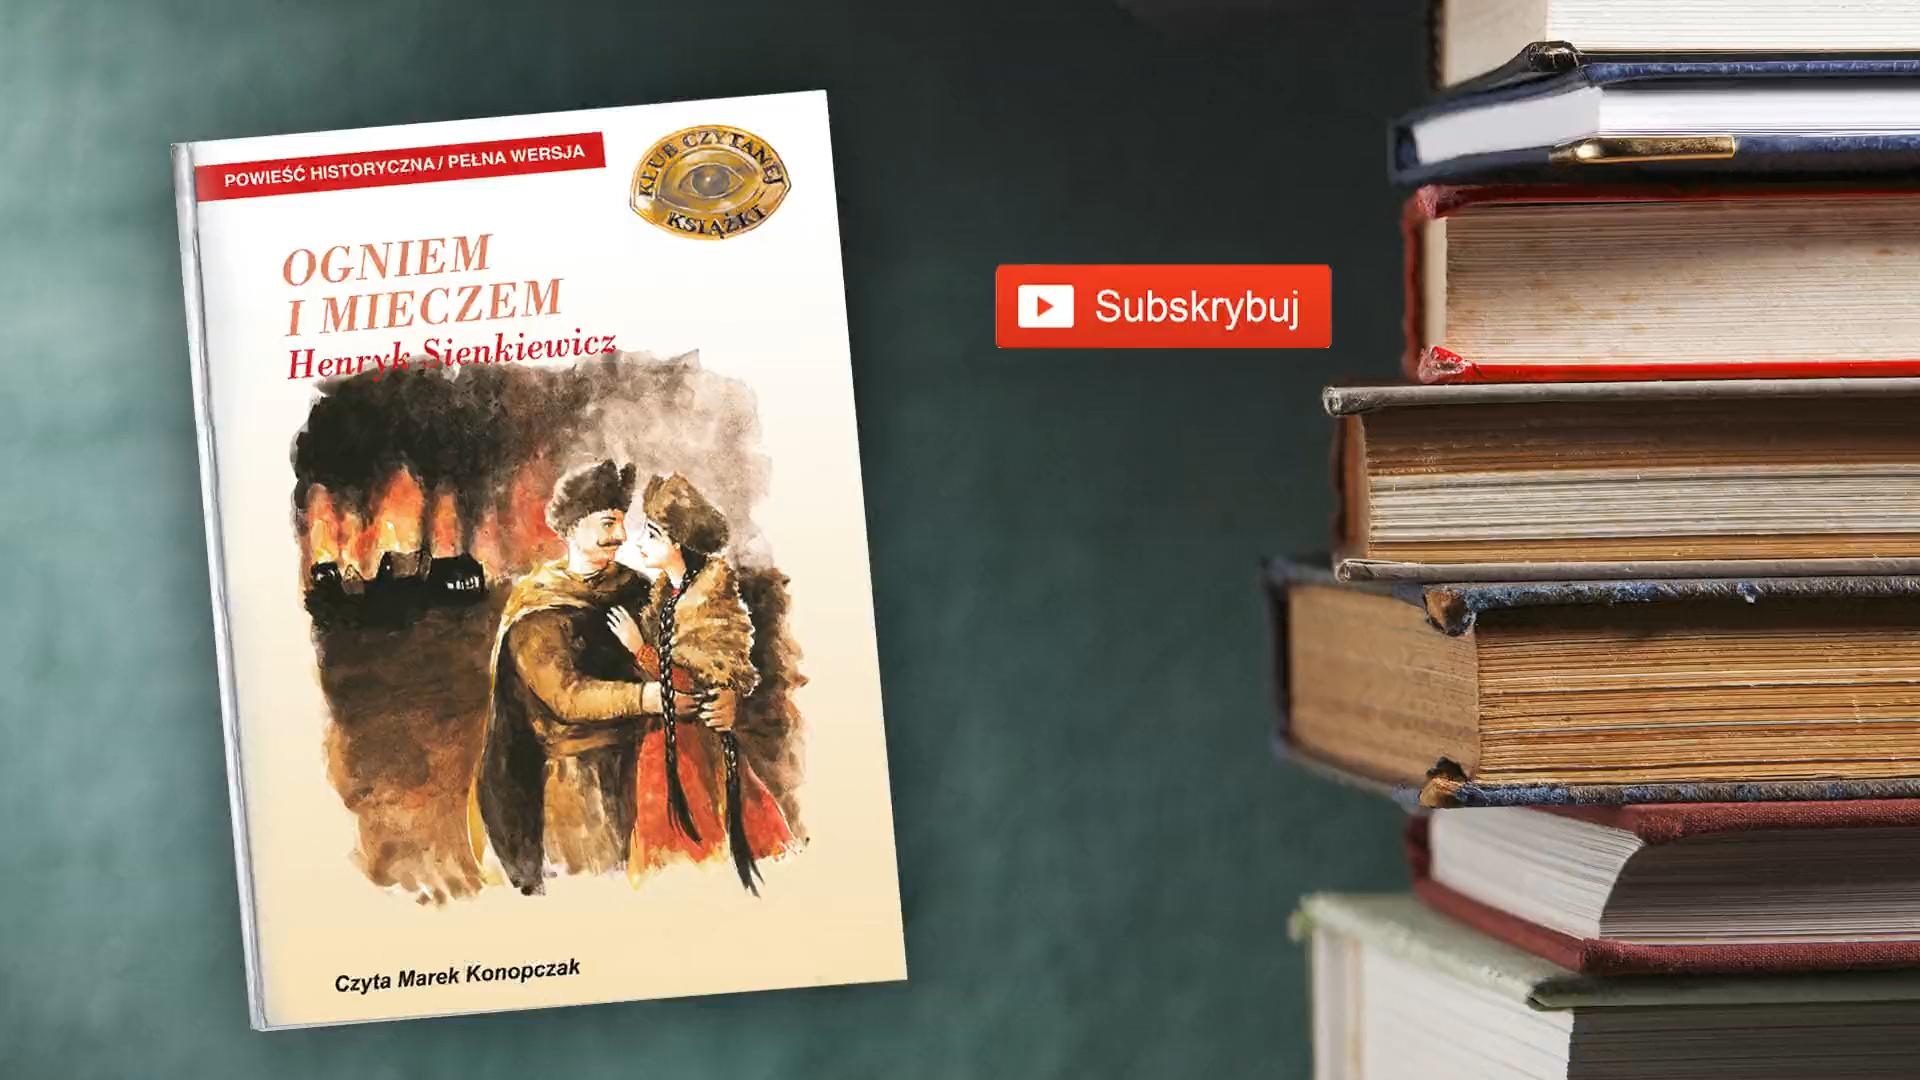 POWIEŚĆ HISTORYCZNA / PEŁNA WERSJA
KLUB CZYTANEJ
KSIĄŻKI
OGNIEM
I MIECZEM
Henryk Sienkiewicz
Czyta Marek Konopczak
Subskrybuj